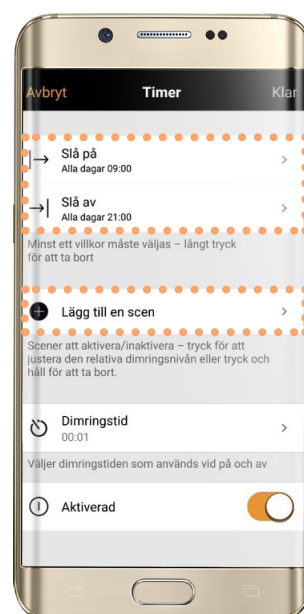 Avbryt Timer Klar
Slå på
Alla dagar 09:00
Slå av
Alla dagar 21:00
Minst ett villkor måste väljas – långt tryck
för att ta bort
Lägg till en scen
Scener att aktivera/inaktivera – tryck för att
justera den relativa dimringsnivån eller tryck och
håll för att ta bort.
Dimringstid
00:01
Väljer dimringstiden som används vid på och av
Aktiverad